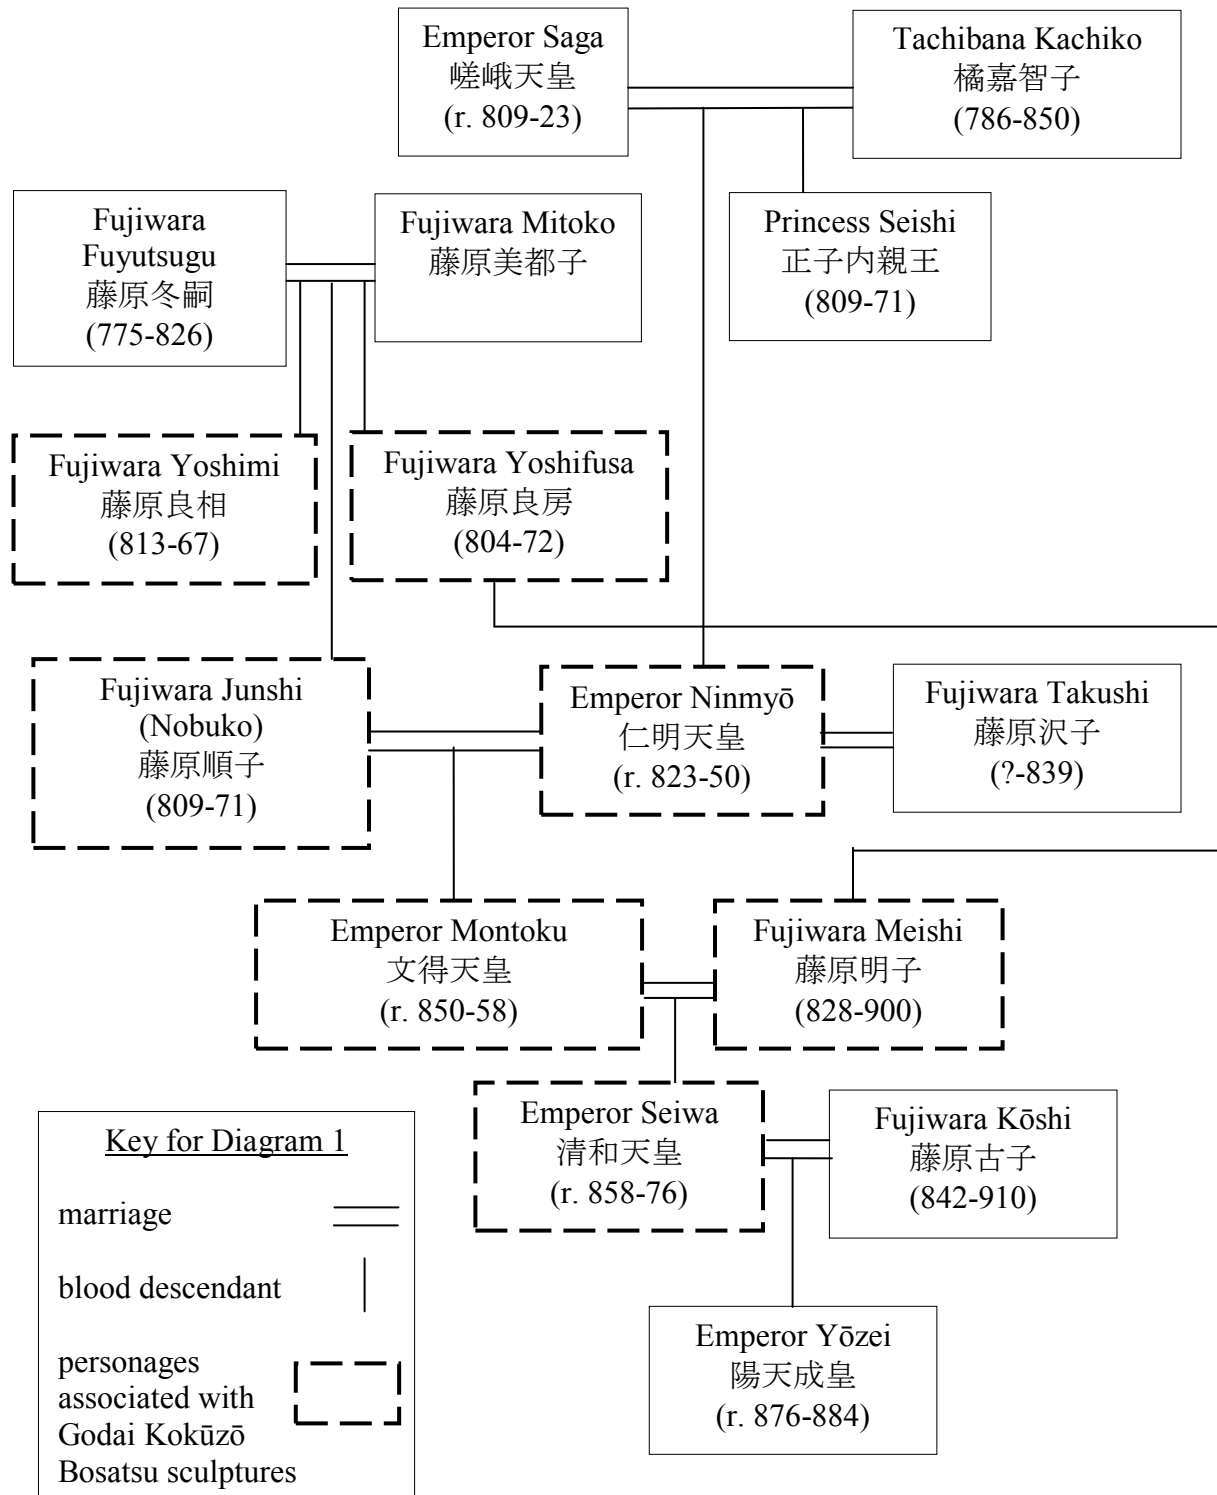 Emperor Saga
嵯峨天皇
(r. 809-23)
Tachibana Kachiko
橘嘉智子
(786-850)
Fujiwara
Fuyutsugu
藤原冬嗣
(775-826)
Fujiwara Mitoko
藤原美都子
Princess Seishi
正子内親王
(809-71)
Fujiwara Yoshimi
藤原良相
(813-67)
Fujiwara Yoshifusa
藤原良房
(804-72)
Fujiwara Junshi
(Nobuko)
藤原順子
(809-71)
Emperor Ninmyō
仁明天皇
(r. 823-50)
Fujiwara Takushi
藤原沢子
(?-839)
Emperor Montoku
文得天皇
(r. 850-58)
Fujiwara Meishi
藤原明子
(828-900)
Emperor Seiwa
清和天皇
(r. 858-76)
Fujiwara Kōshi
藤原古子
(842-910)
Emperor Yōzei
陽天成皇
(r. 876-884)
Key for Diagram 1
marriage
blood descendant
personages
associated with
Godai Kokūzō
Bosatsu sculptures